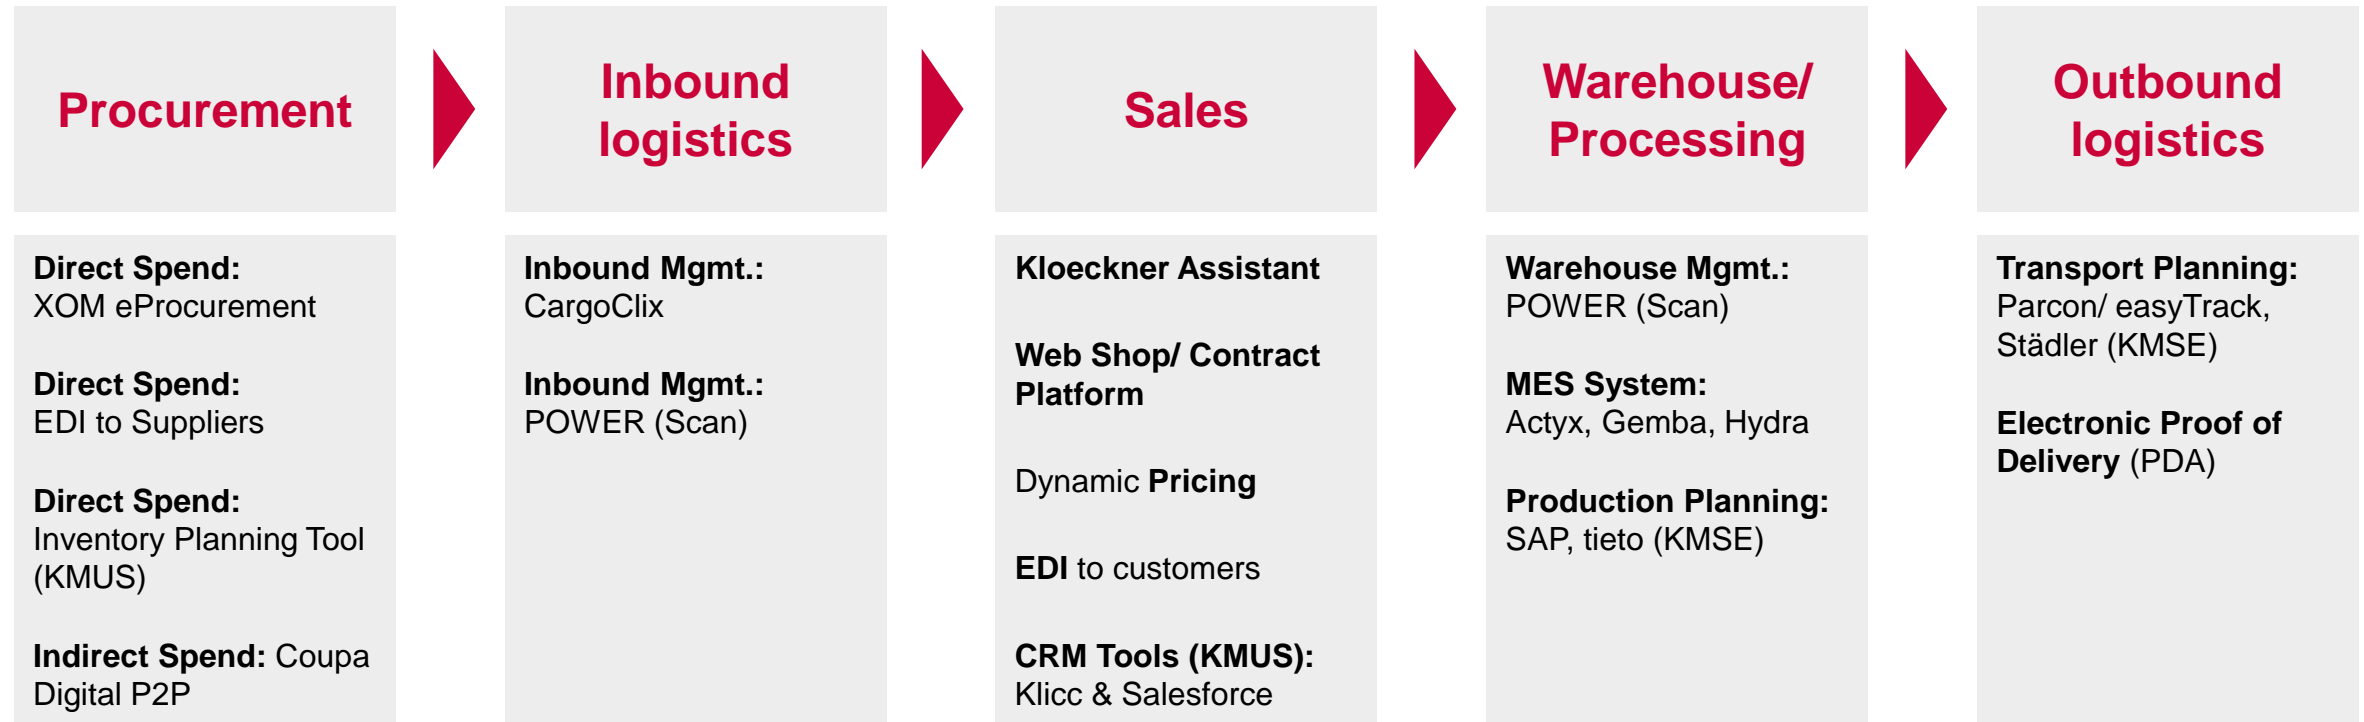 Procurement
Inbound
logistics
Sales
Warehouse/
Processing
Outbound
logistics
Direct Spend:
XOM eProcurement
Direct Spend:
EDI to Suppliers
Direct Spend:
Inventory Planning Tool
(KMUS)
Indirect Spend: Coupa
Digital P2P
Inbound Mgmt.:
CargoClix
Inbound Mgmt.:
POWER (Scan)
Kloeckner Assistant
Web Shop/ Contract
Platform
Dynamic Pricing
EDI to customers
CRM Tools (KMUS):
Klicc & Salesforce
Warehouse Mgmt.:
POWER (Scan)
MES System:
Actyx, Gemba, Hydra
Production Planning:
SAP, tieto (KMSE)
Transport Planning:
Parcon/ easyTrack,
Städler (KMSE)
Electronic Proof of
Delivery (PDA)